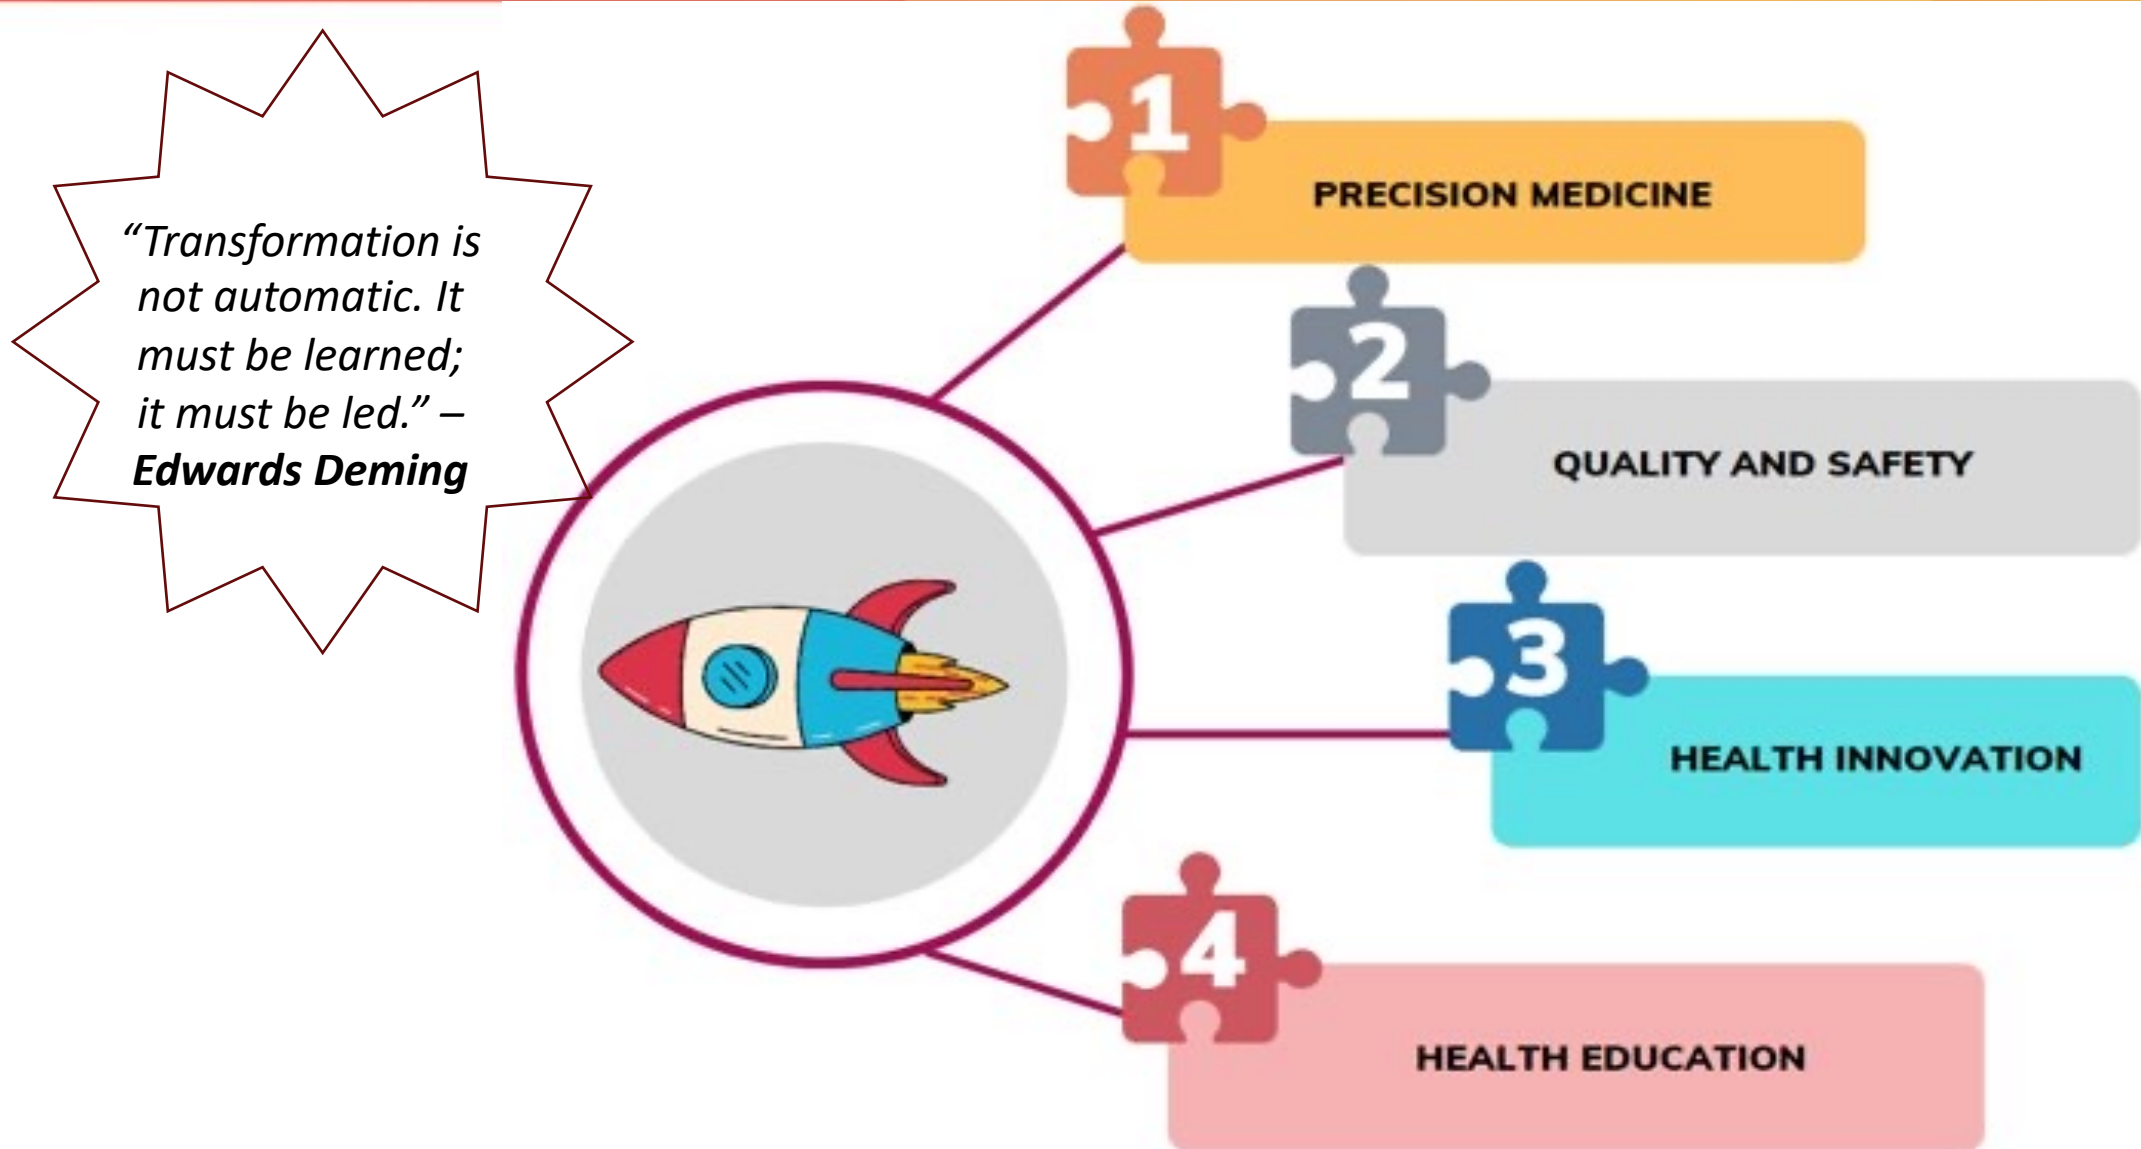 “Transformation is
not automatic. It
must be learned;
it must be led.” –
Edwards Deming
1
PRECISION MEDICINE
2
QUALITY AND SAFETY
3
HEALTH INNOVATION
4
HEALTH EDUCATION